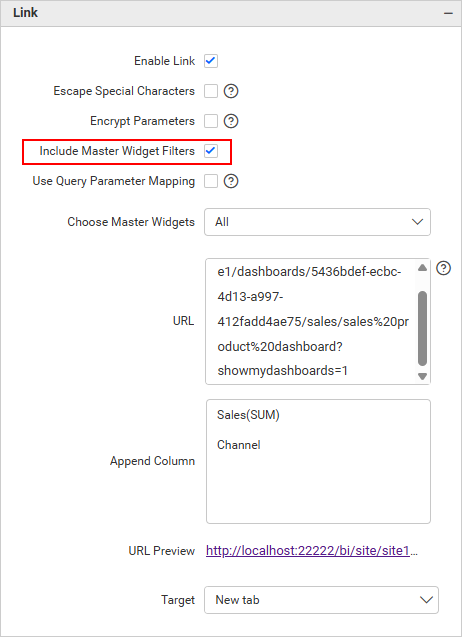 Link
Enable Link
Escape Special Characters ?
Encrypt Parameters ?
Include Master Widget Filters
Use Query Parameter Mapping ?
Choose Master Widgets All
?
e1/dashboards/5436bdef-ecbc-
4d13-a997-
URL 412fadd4ae75/sales/sales%20pr
oduct%20dashboard?
showmydashboards=1
Sales(SUM)
Channel
Append Column
URL Preview http://localhost:22222/bi/site/site1...
Target New tab